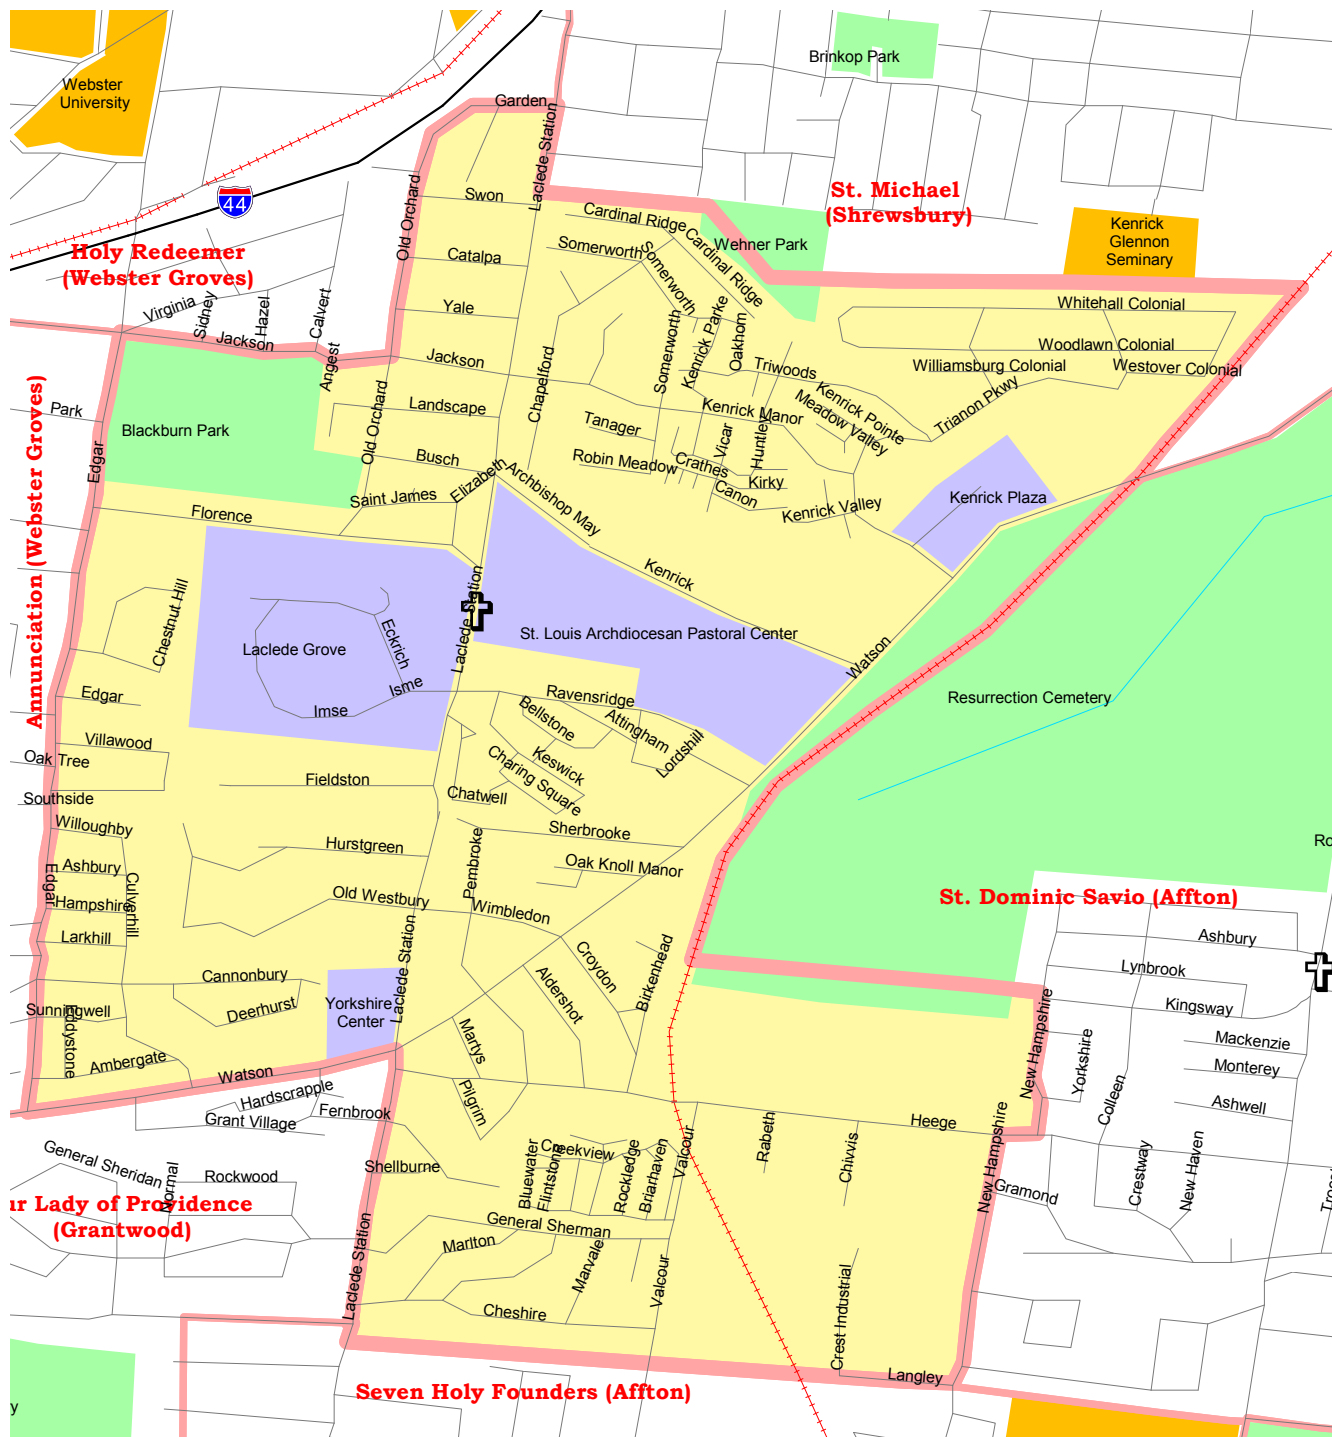 Brinkop Park
Webster
University
Garden
Laclede Station
44
St. Michael
(Shrewsbury)
Swon
Old Orchard
Cardinal Ridge
Kenrick
Glennon
Seminary
Wehner Park
Holy Redeemer
(Webster Groves)
Catalpa
Somerworth
Somerworth
Cardinal Ridge
Virginia
Sidney
Hazel
Calvert
Yale
Whitehall Colonial
Jackson
Angest
Jackson
Chapelford
Somerworth
Kenrick Parke
Oakhom
Triwoods
Woodlawn Colonial
Williamsburg Colonial
Westover Colonial
Park
Landscape
Kenrick Manor
Kenrick Pointe
Meadow Valley
Trianon Pkwy
Blackburn Park
Old Orchard
Tanager
Vicar
Huntley
Edgar
Busch
Robin Meadow
Crathes
Kirky
Canon
Saint James
Elizabeth
Archbishop May
Kenrick Valley
Kenrick Plaza
Florence
Kenrick
Annunciation (Webster Groves)
Chestnut Hill
Laclede Station
Laclede Grove
Eckrich
St. Louis Archdiocesan Pastoral Center
Watson
Edgar
Isme
Imse
Ravensridge
Resurrection Cemetery
Bellstone
Attingham
Lordshill
Villawood
Oak Tree
Keswick
Charing Square
Fieldston
Southside
Chatwell
Willoughby
Sherbrooke
Hurstgreen
Pembroke
Ro
Ashbury
Edgar
Culverhill
Oak Knoll Manor
Hampshire
Old Westbury
Wimbledon
St. Dominic Savio (Affton)
Larkhill
Laclede Station
Croydon
Birkenhead
Ashbury
Cannonbury
Aldershot
Lynbrook
Sunningwell
Eddystone
Deerhurst
Yorkshire
Center
Kingsway
New Hampshire
Martys
Yorkshire
Mackenzie
Ambergate
Watson
Monterey
Hardscrapple
Pilgrim
Colleen
Ashwell
Grant Village
Fernbrook
Heege
Rabeth
Chivvis
New Hampshire
General Sheridan
Normal
Rockwood
Shellburne
Creekview
Bluewater
Flintstone
Rockledge
Briarhaven
Valcour
Crestway
New Haven
Gramond
ur Lady of Providence
(Grantwood)
General Sherman
Marlton
Marvale
Valcour
Laclede Station
Cheshire
Crest Industrial
Langley
Seven Holy Founders (Affton)
y